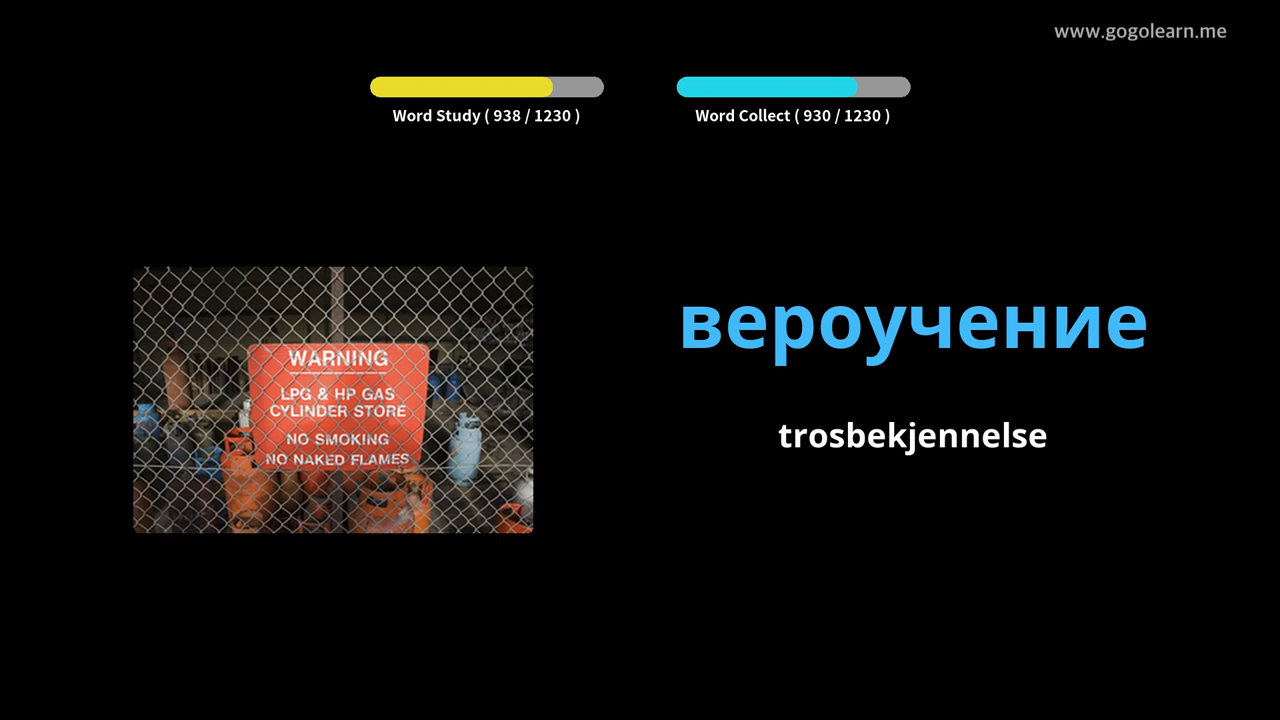 www.gogolearn.me
Word Study ( 938 / 1230 )
Word Collect ( 930 / 1230 )
WARNING
LPG & HP GAS
CYLINDER STORE
NO SMOKING
NO NAKED FLAMES
вероучение
trosbekjennelse